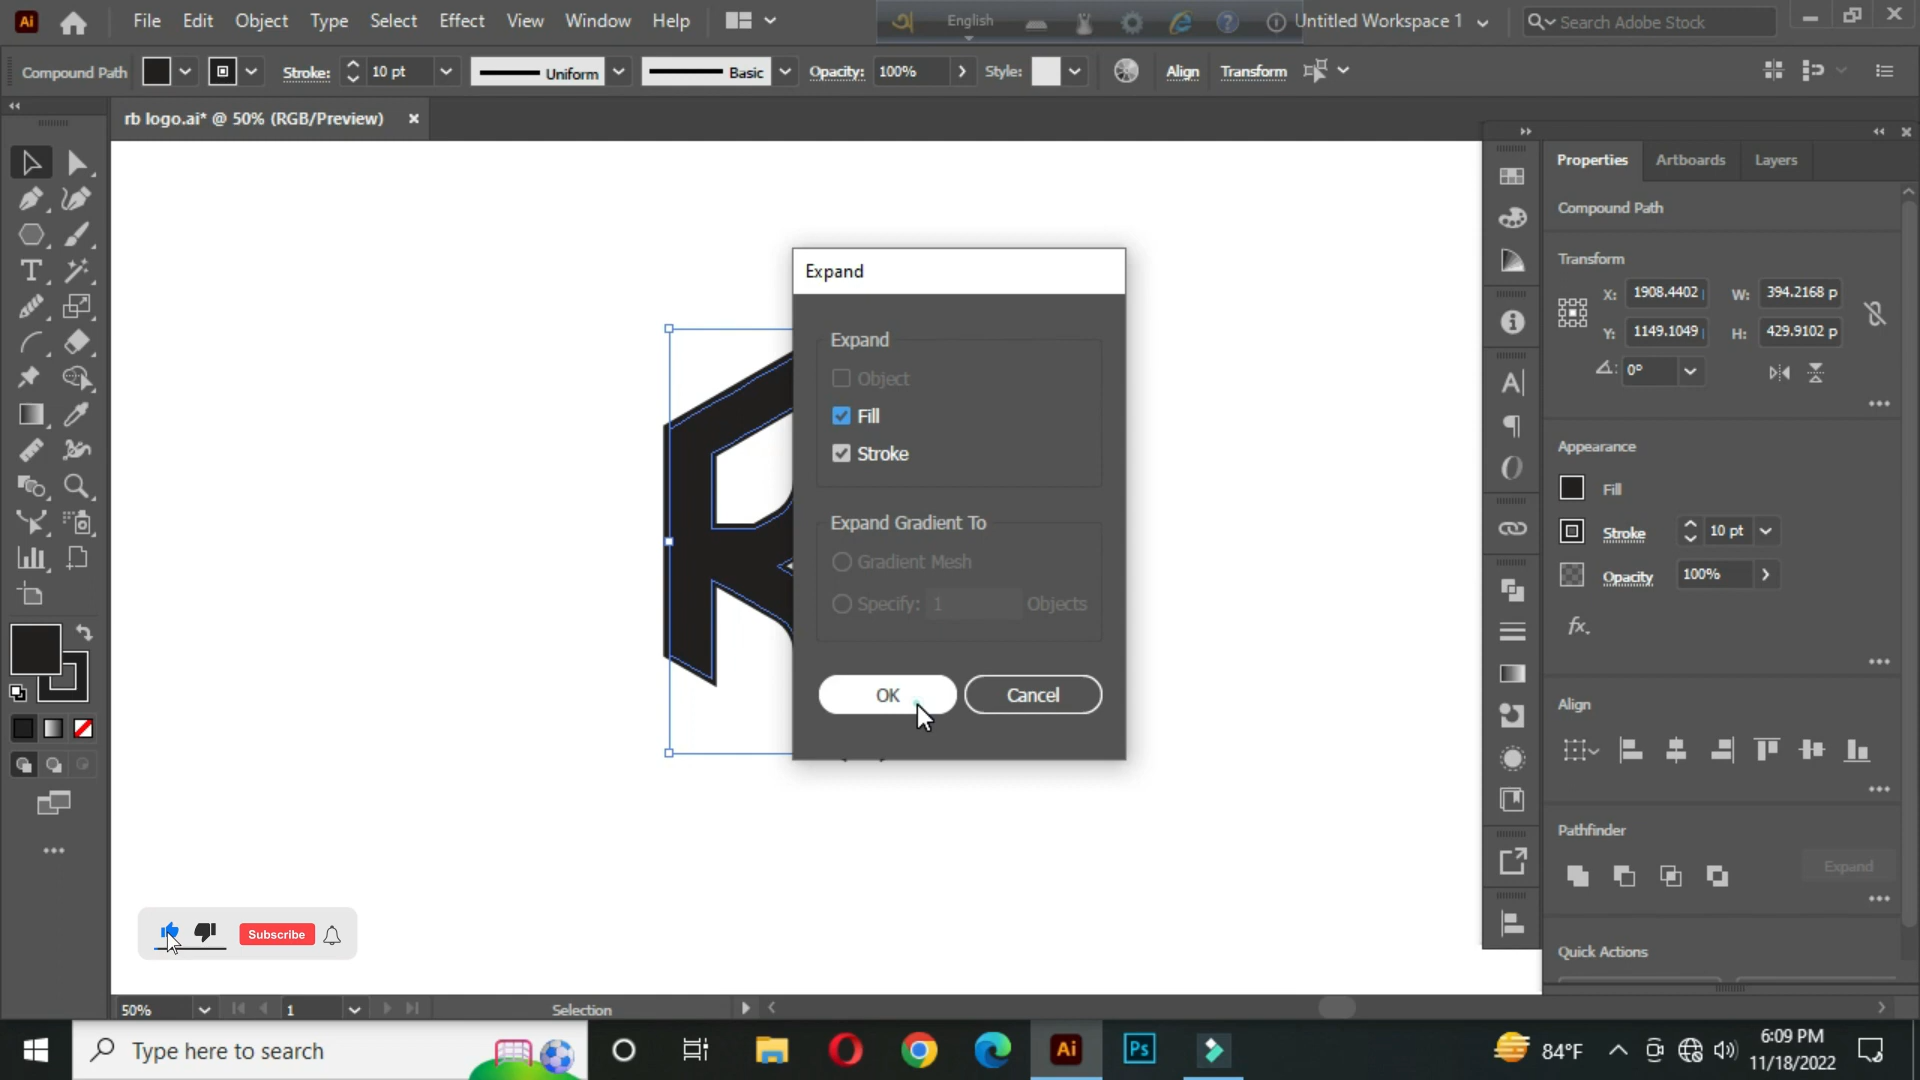 Ai File Edit Object Type Select Effect View Window Help English Untitled Workspace 1 Search Adobe Stock
Compound Path Stroke: 10 pt Uniform Basic Opacity: 100% Style: Align Transform
rb logo.ai* @ 50% (RGB/Preview) ×
Properties Artboards Layers
Compound Path
Transform
X: 1908.4402 W: 394.2168 p
Y: 1149.1049 H: 429.9102 p
0°
Appearance
Fill
Stroke 10 pt
Opacity 100%
fx.
Align
Pathfinder
Expand
Quick Actions
Expand
Expand
Object
Fill
Stroke
Expand Gradient To
Gradient Mesh
Specify: 1 Objects
OK Cancel
Subscribe
50% 1 Selection
Type here to search Ai Ps 84°F 6:09 PM
11/18/2022